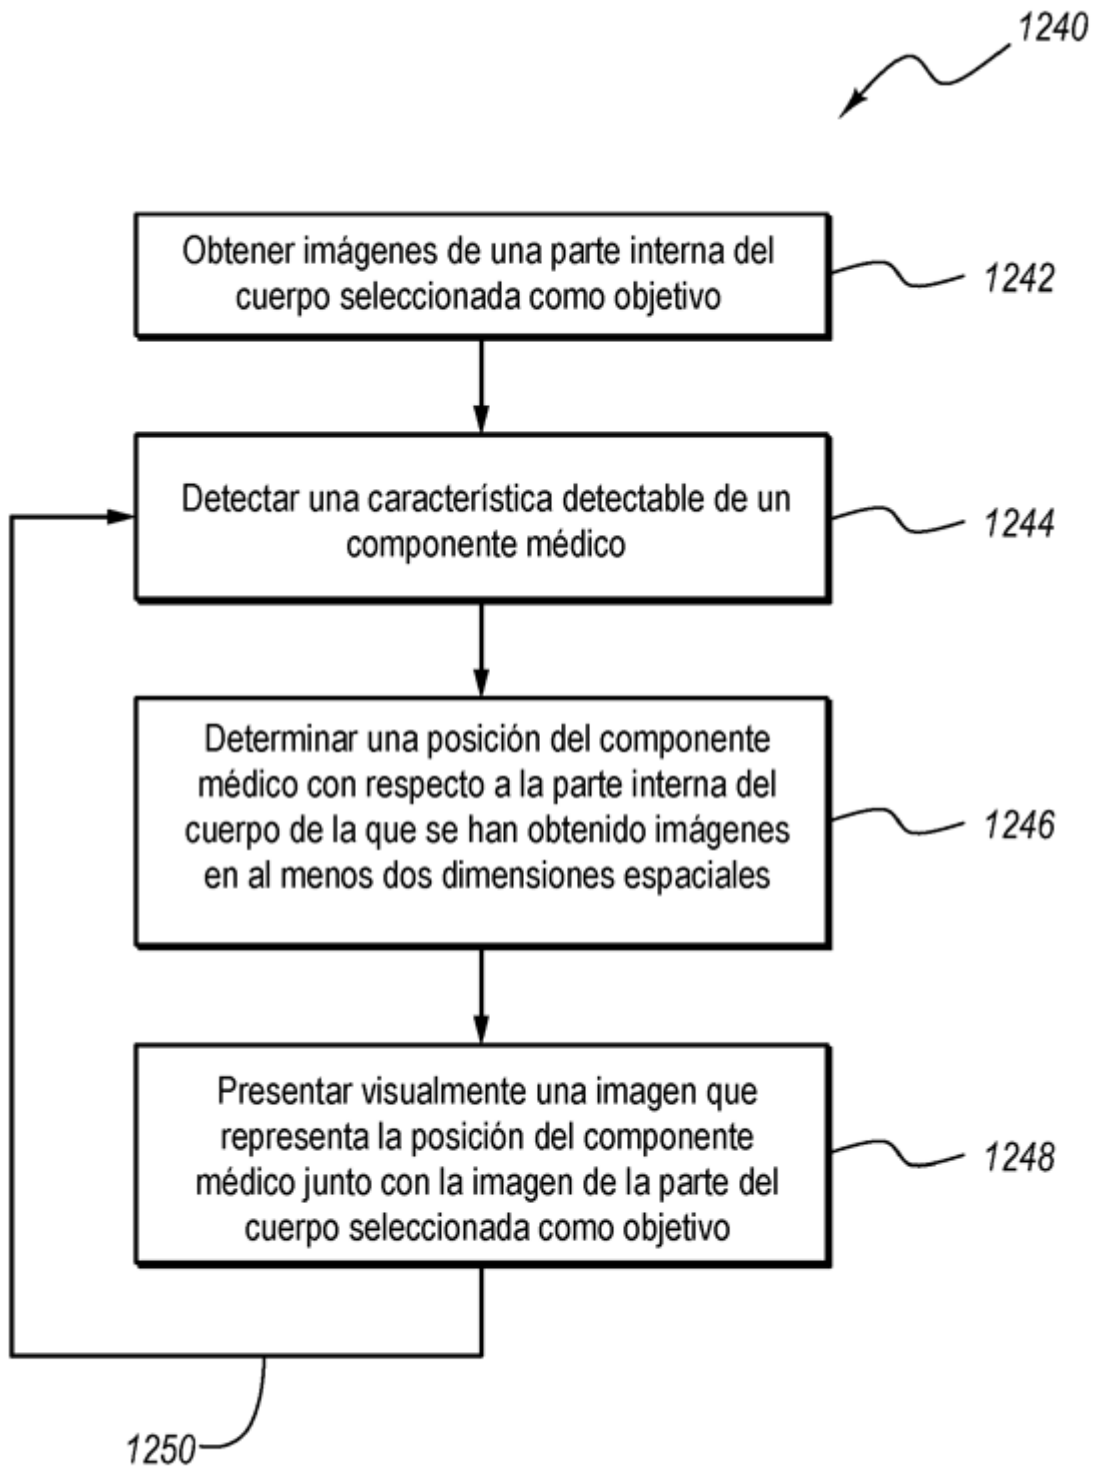 1240
Obtener imágenes de una parte interna del
cuerpo seleccionada como objetivo
1242
Detectar una característica detectable de un
componente médico
1244
Determinar una posición del componente
médico con respecto a la parte interna del
cuerpo de la que se han obtenido imágenes
en al menos dos dimensiones espaciales
1246
Presentar visualmente una imagen que
representa la posición del componente
médico junto con la imagen de la parte del
cuerpo seleccionada como objetivo
1248
1250